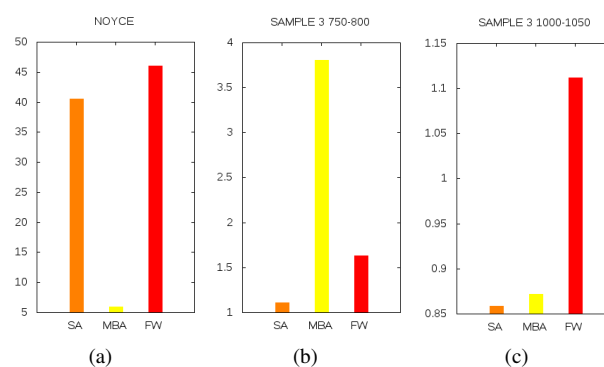 NOYCE
50
45
40
35
30
25
20
15
10
5
SA MBA FW
(a)
SAMPLE 3 750-800
4
3.5
3
2.5
2
1.5
1
SA MBA FW
(b)
SAMPLE 3 1000-1050
1.15
1.1
1.05
1
0.95
0.9
0.85
SA MBA FW
(c)